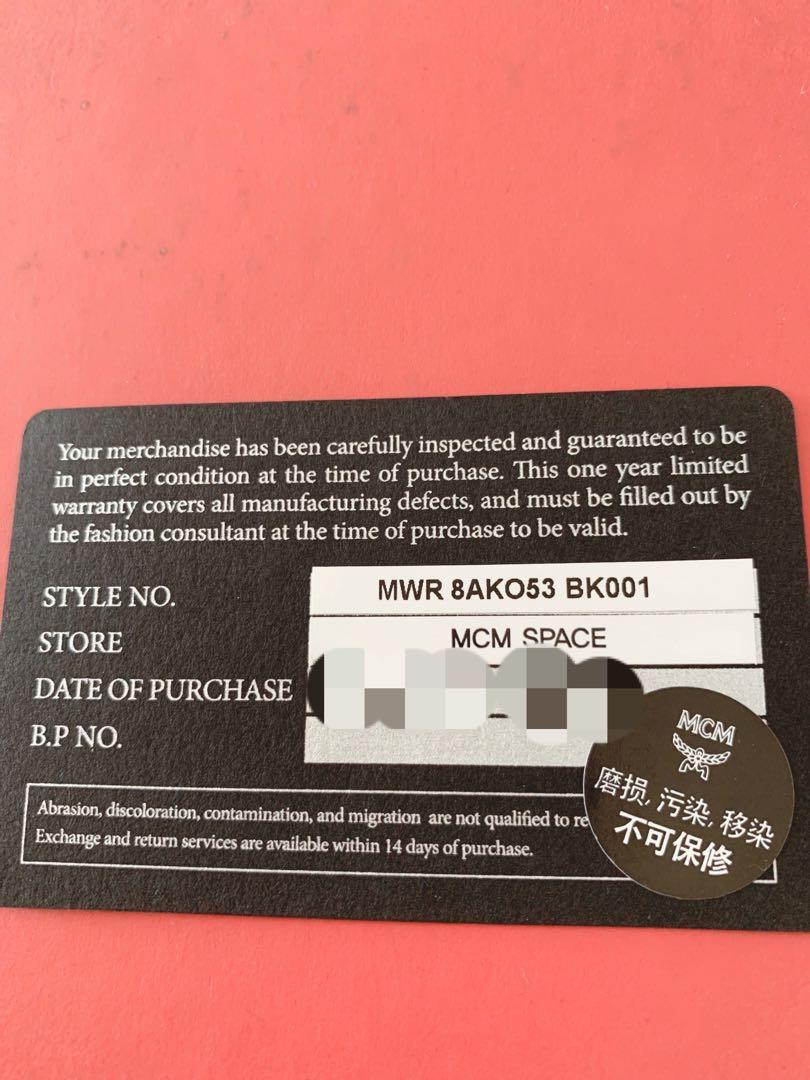 Your merchandise has been carefully inspected and guaranteed to be
in perfect condition at the time of purchase. This one year limited
warranty covers all manufacturing defects, and must be filled out by
the fashion consultant at the time of purchase to be valid.
STYLE NO. MWR 8AKO53 BK001
STORE MCM SPACE
DATE OF PURCHASE
B.P NO.
Abrasion, discoloration, contamination, and migration are not qualified to re
Exchange and return services are available within 14 days of purchase.
MCM
磨损, 污染, 移染
不可保修